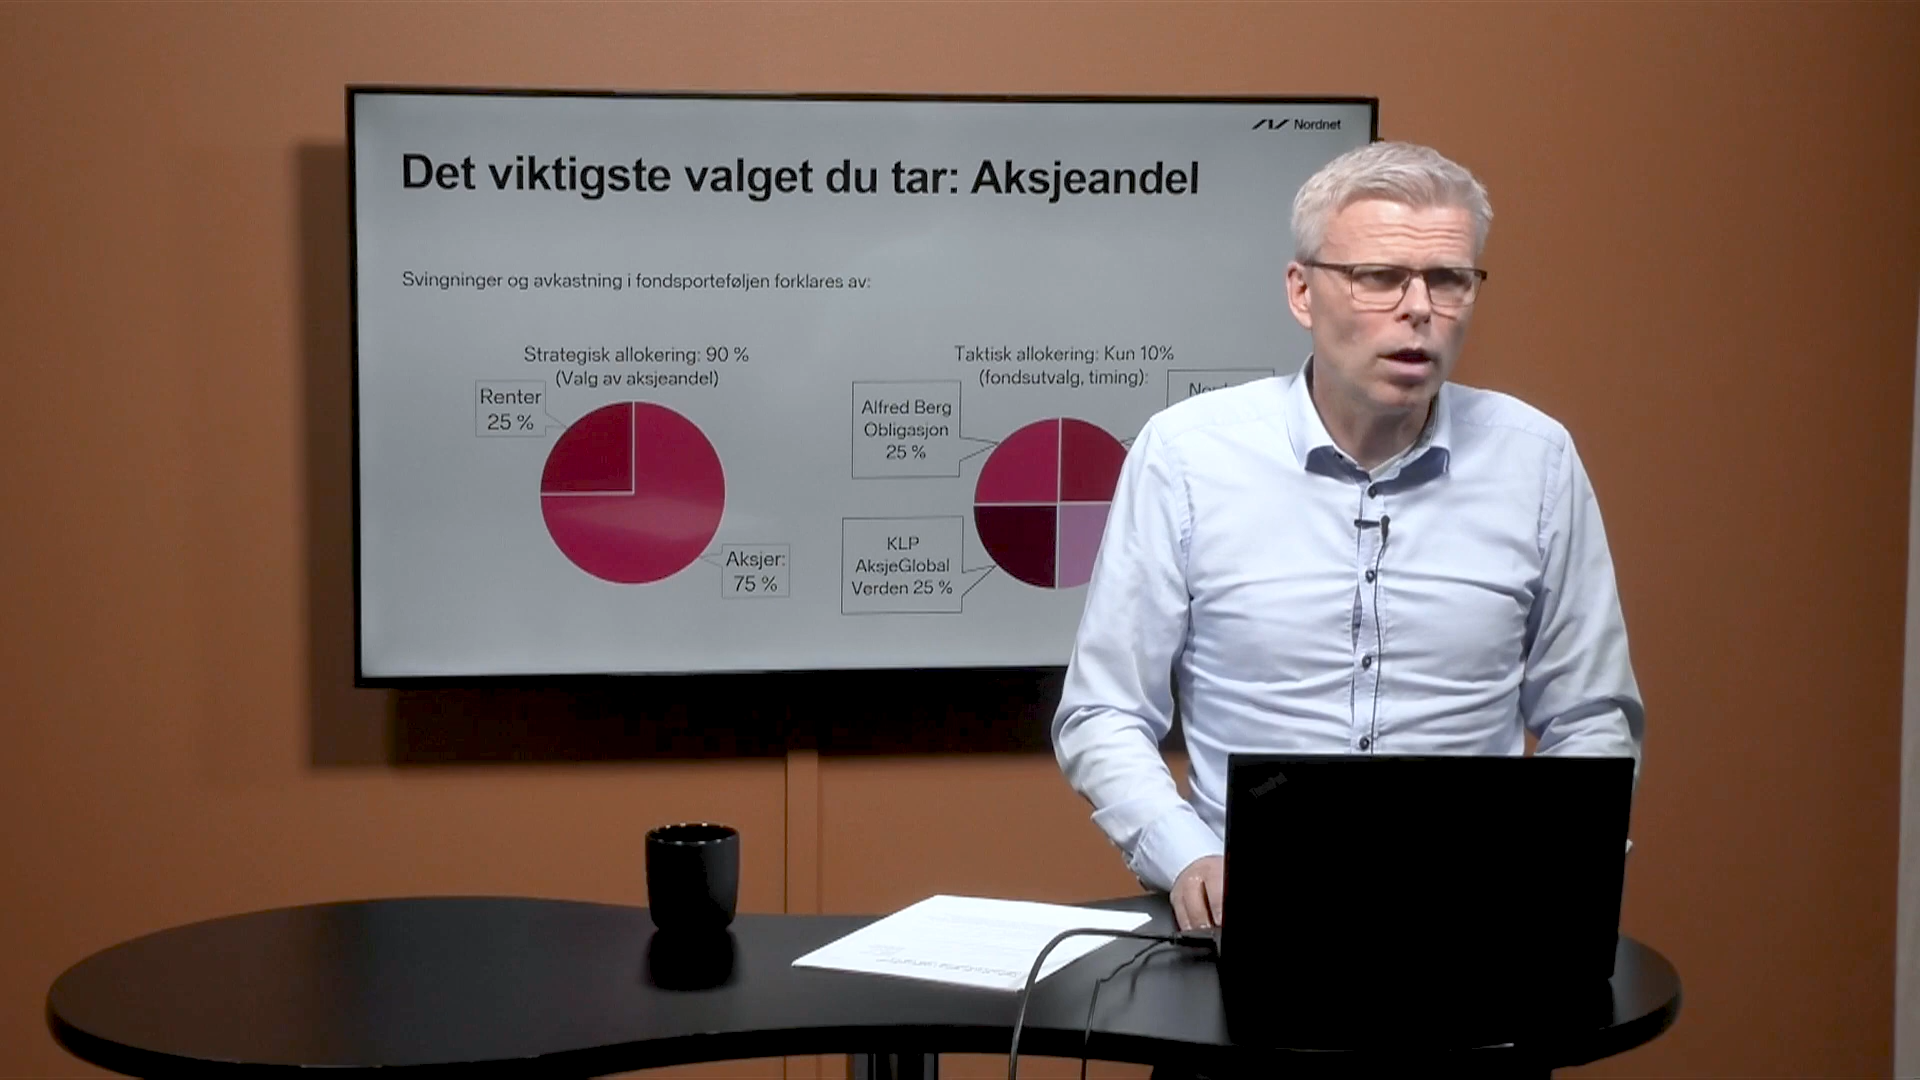 Nordnet
Det viktigste valget du tar: Aksjeandel
Svingninger og avkastning i fondsporteføljen forklares av:
Strategisk allokering: 90 %
(Valg av aksjeandel)
Renter
25 %
Aksjer:
75 %
Taktisk allokering: Kun 10%
(fondsutvalg, timing):
Alfred Berg
Obligasjon
25 %
KLP
AksjeGlobal
Verden 25 %
ThinkPad